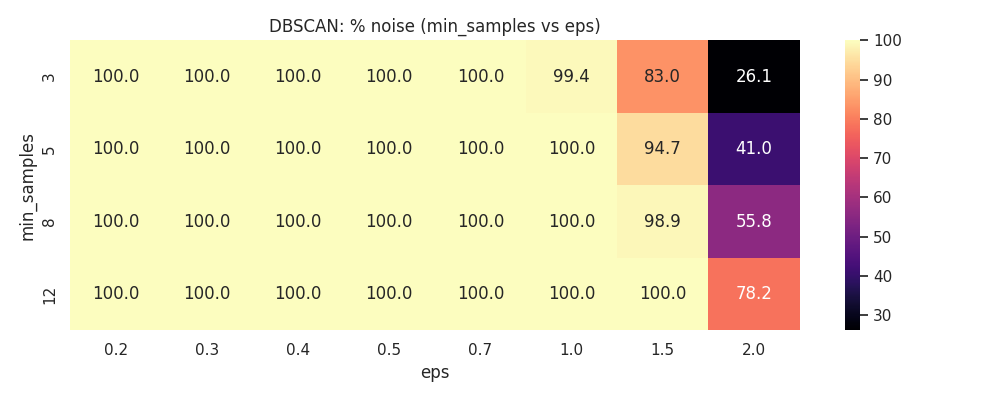 DBSCAN: % noise (min_samples vs eps)
min_samples
3 100.0 100.0 100.0 100.0 100.0 99.4 83.0 26.1
5 100.0 100.0 100.0 100.0 100.0 100.0 94.7 41.0
8 100.0 100.0 100.0 100.0 100.0 100.0 98.9 55.8
12 100.0 100.0 100.0 100.0 100.0 100.0 100.0 78.2
0.2 0.3 0.4 0.5 0.7 1.0 1.5 2.0
eps
100
90
80
70
60
50
40
30